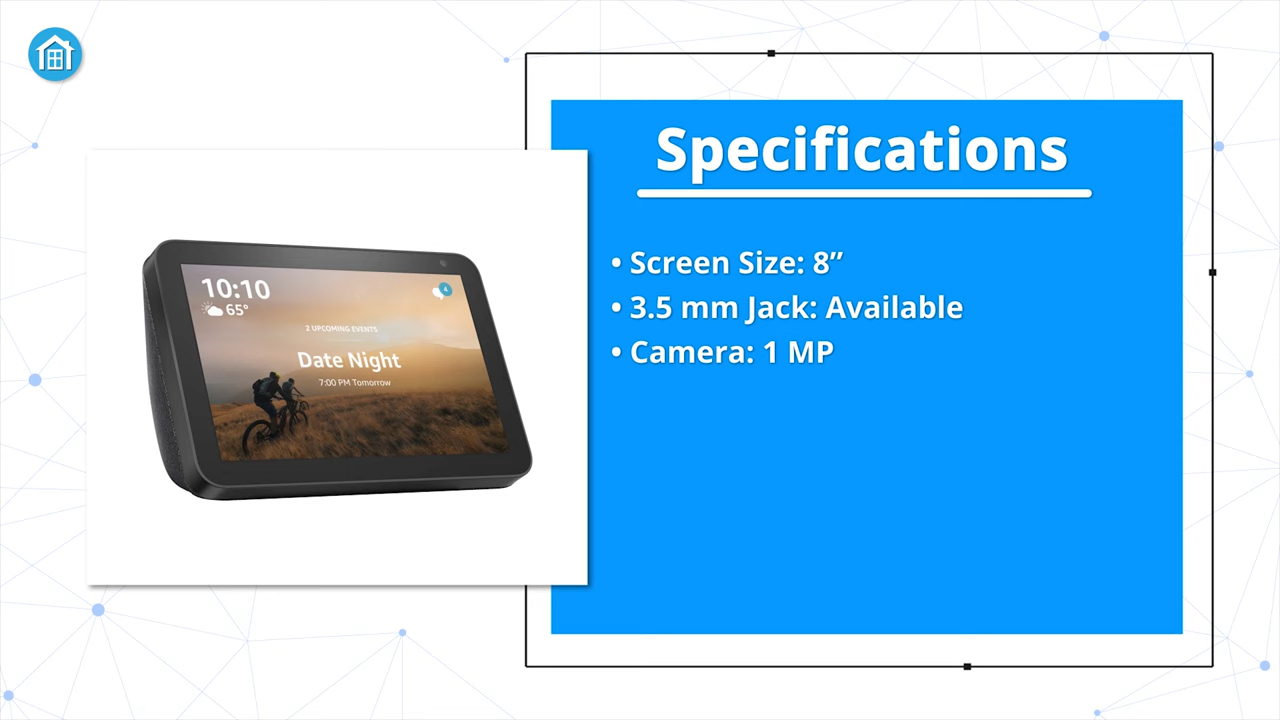 Specifications
• Screen Size: 8”
• 3.5 mm Jack: Available
• Camera: 1 MP
10:10
65°
4
2 UPCOMING EVENTS
Date Night
7:00 PM Tomorrow